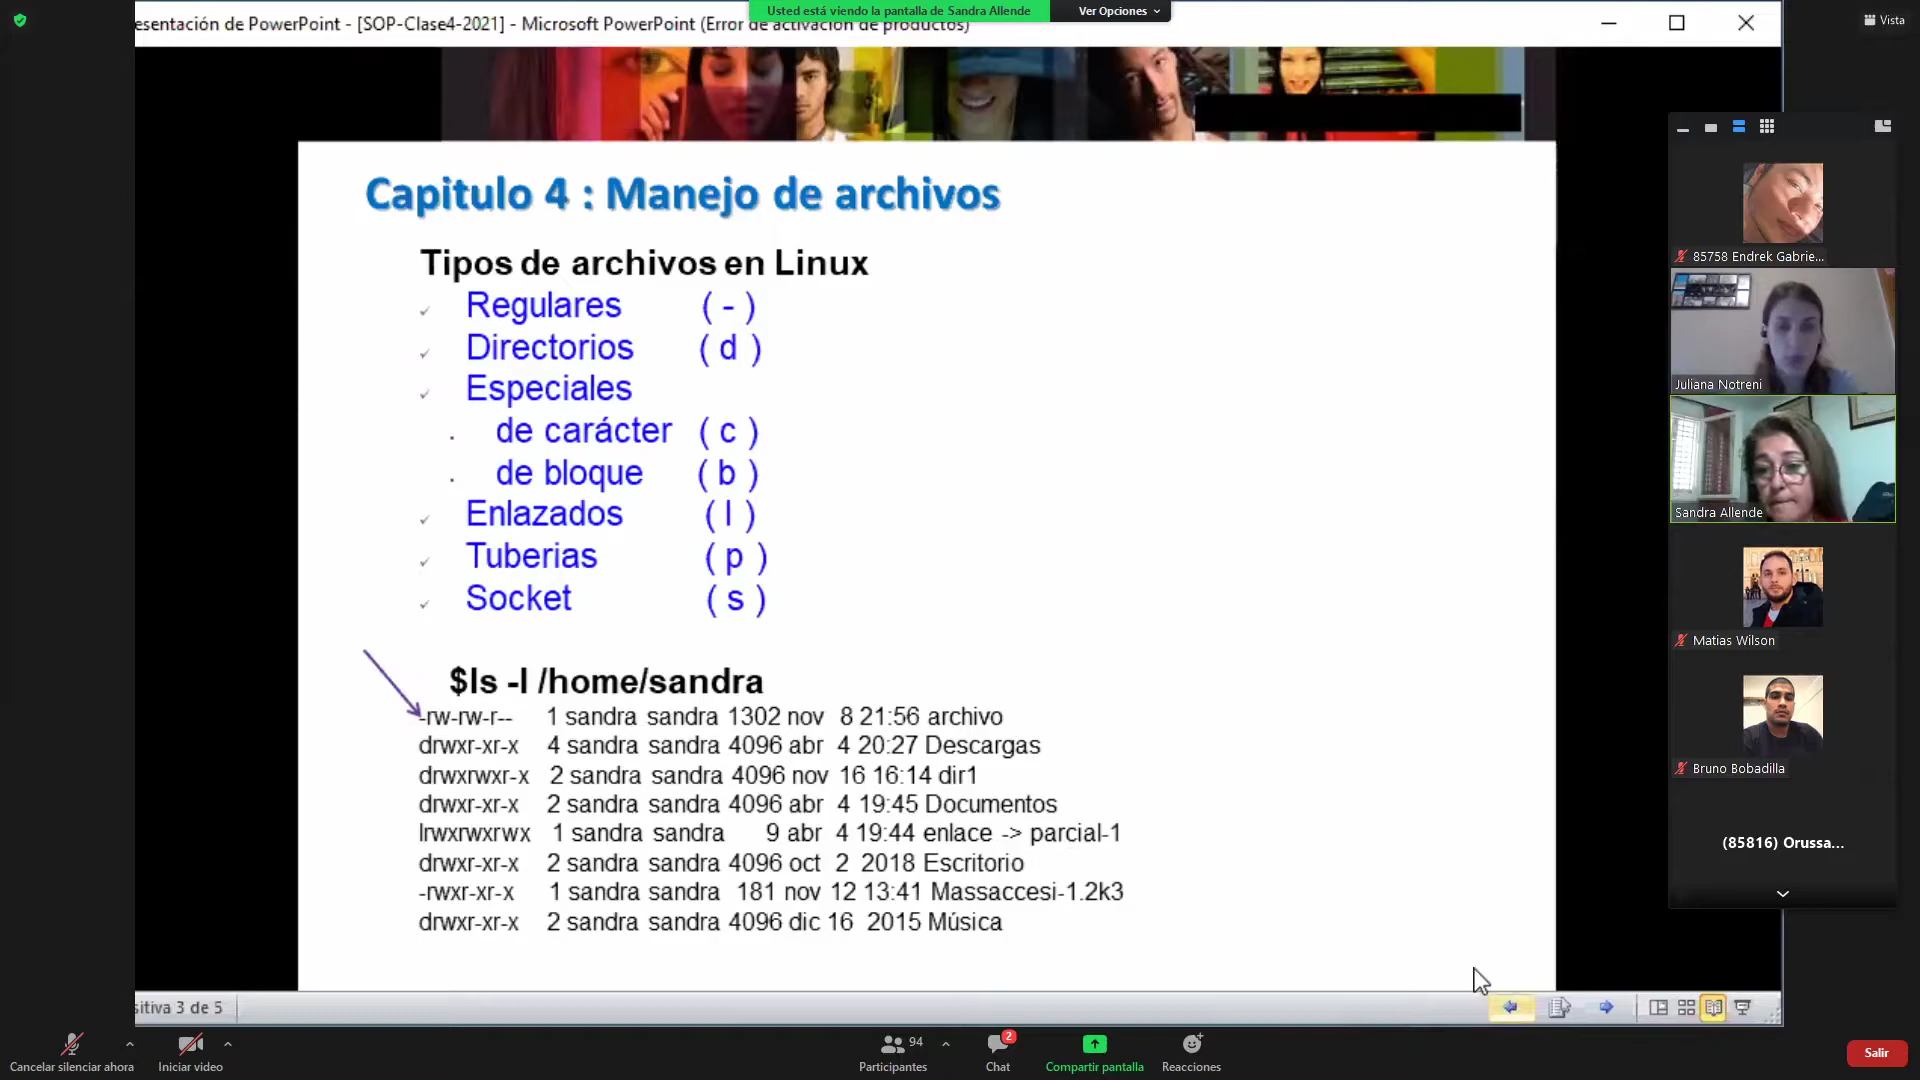 Usted está viendo la pantalla de Sandra Allende
Ver Opciones
Vista
esentación de PowerPoint - [SOP-Clase4-2021] - Microsoft PowerPoint (Error de activación de productos)
Capitulo 4 : Manejo de archivos
Tipos de archivos en Linux
Regulares ( - )
Directorios ( d )
Especiales
de carácter ( c )
de bloque ( b )
Enlazados ( l )
Tuberias ( p )
Socket ( s )
$ls -l /home/sandra
-rw-rw-r-- 1 sandra sandra 1302 nov 8 21:56 archivo
drwxr-xr-x 4 sandra sandra 4096 abr 4 20:27 Descargas
drwxrwxr-x 2 sandra sandra 4096 nov 16 16:14 dir1
drwxr-xr-x 2 sandra sandra 4096 abr 4 19:45 Documentos
lrwxrwxrwx 1 sandra sandra 9 abr 4 19:44 enlace -> parcial-1
drwxr-xr-x 2 sandra sandra 4096 oct 2 2018 Escritorio
-rwxr-xr-x 1 sandra sandra 181 nov 12 13:41 Massaccesi-1.2k3
drwxr-xr-x 2 sandra sandra 4096 dic 16 2015 Música
sitiva 3 de 5
85758 Endrek Gabrie...
Juliana Notreni
Sandra Allende
Matias Wilson
Bruno Bobadilla
(85816) Orussa...
Cancelar silenciar ahora
Iniciar video
94
Participantes
2
Chat
Compartir pantalla
Reacciones
Salir